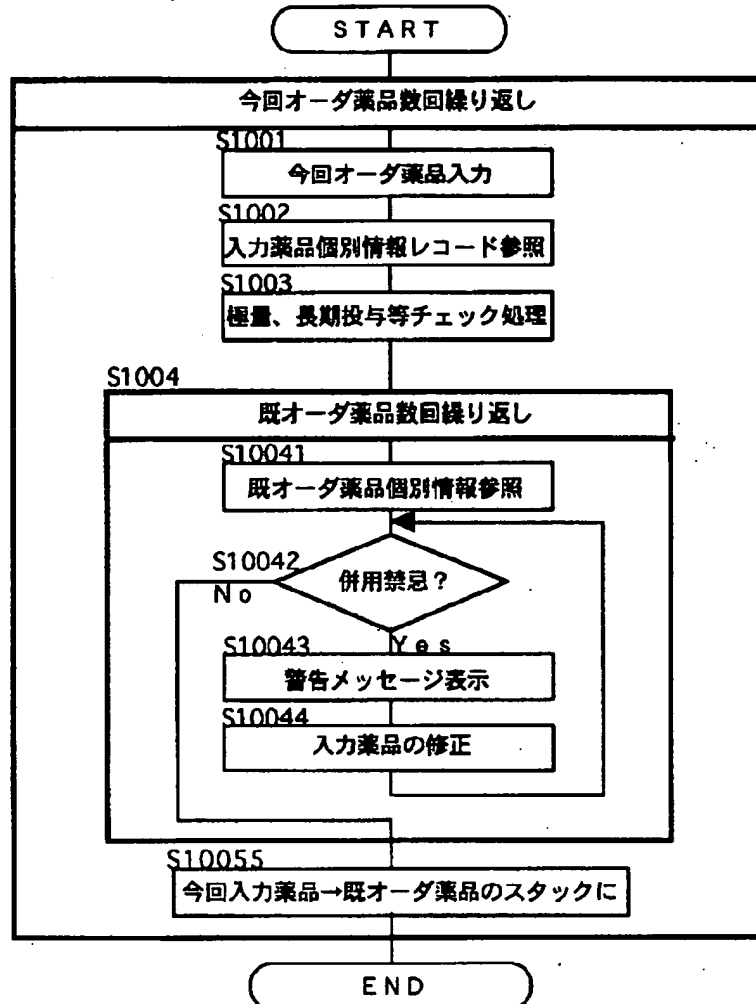 START
今回オーダ薬品数回繰り返し
S1001
今回オーダ薬品入力
S1002
入力薬品個別情報レコード参照
S1003
極量、長期投与等チェック処理
S1004
既オーダ薬品数回繰り返し
S10041
既オーダ薬品個別情報参照
S10042
併用禁忌？
No
Yes
S10043
警告メッセージ表示
S10044
入力薬品の修正
S10055
今回入力薬品→既オーダ薬品のスタックに
END